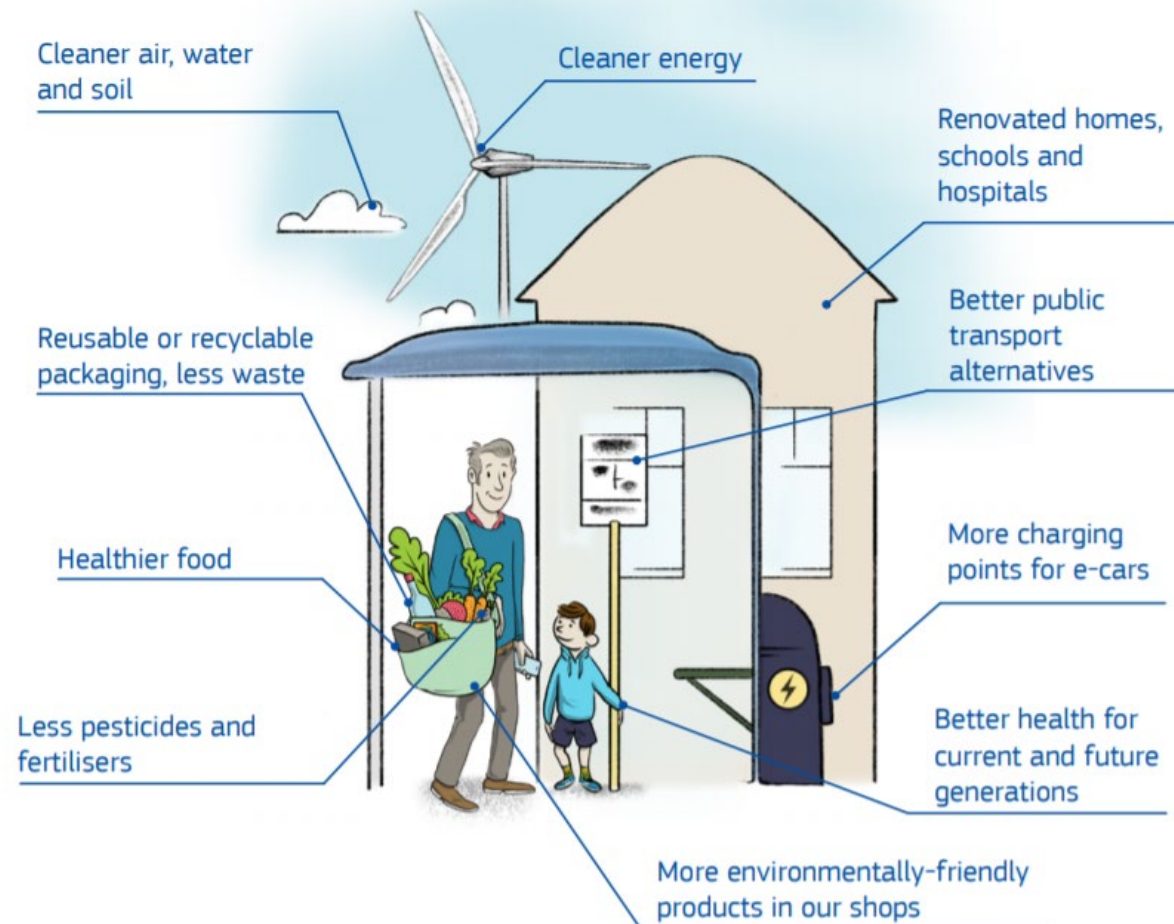 Cleaner air, water
and soil
Cleaner energy
Renovated homes,
schools and
hospitals
Better public
transport
alternatives
Reusable or recyclable
packaging, less waste
Healthier food
More charging
points for e-cars
Less pesticides and
fertilisers
Better health for
current and future
generations
More environmentally-friendly
products in our shops